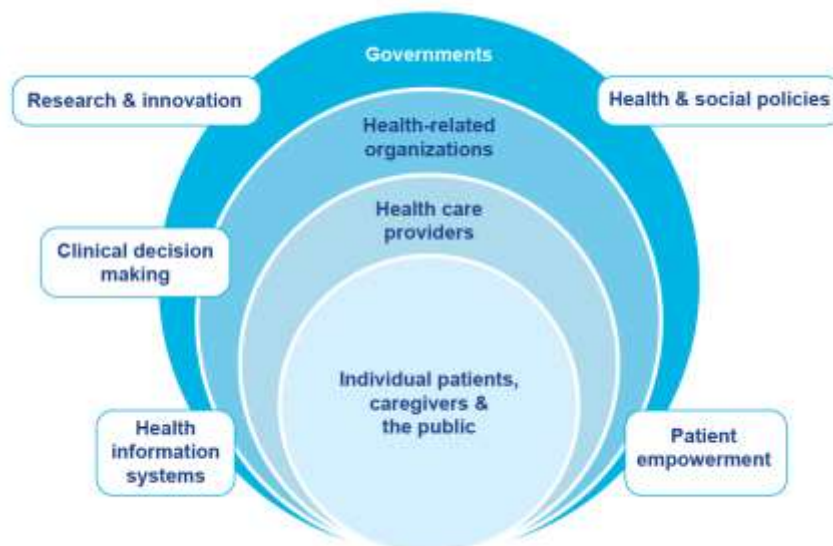 Governments
Research & innovation
Health & social policies
Health-related
organizations
Health care
providers
Clinical decision
making
Individual patients,
caregivers &
the public
Health
information
systems
Patient
empowerment